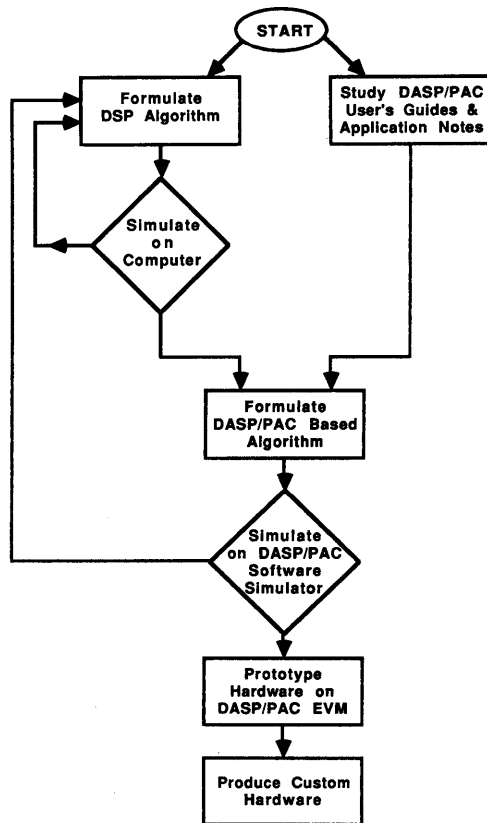 START
Formulate
DSP Algorithm
Study DASP/PAC
User's Guides &
Application Notes
Simulate
on
Computer
Formulate
DASP/PAC Based
Algorithm
Simulate
on DASP/PAC
Software
Simulator
Prototype
Hardware on
DASP/PAC EVM
Produce Custom
Hardware